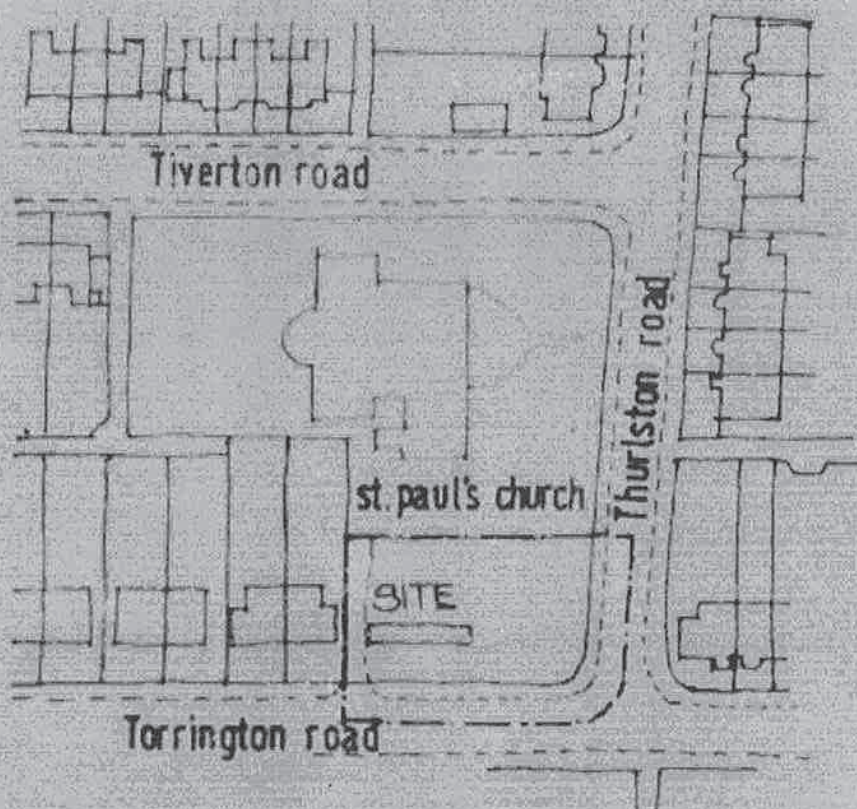 Tiverton road
Thurlston road
st. paul's church
SITE
Torrington road